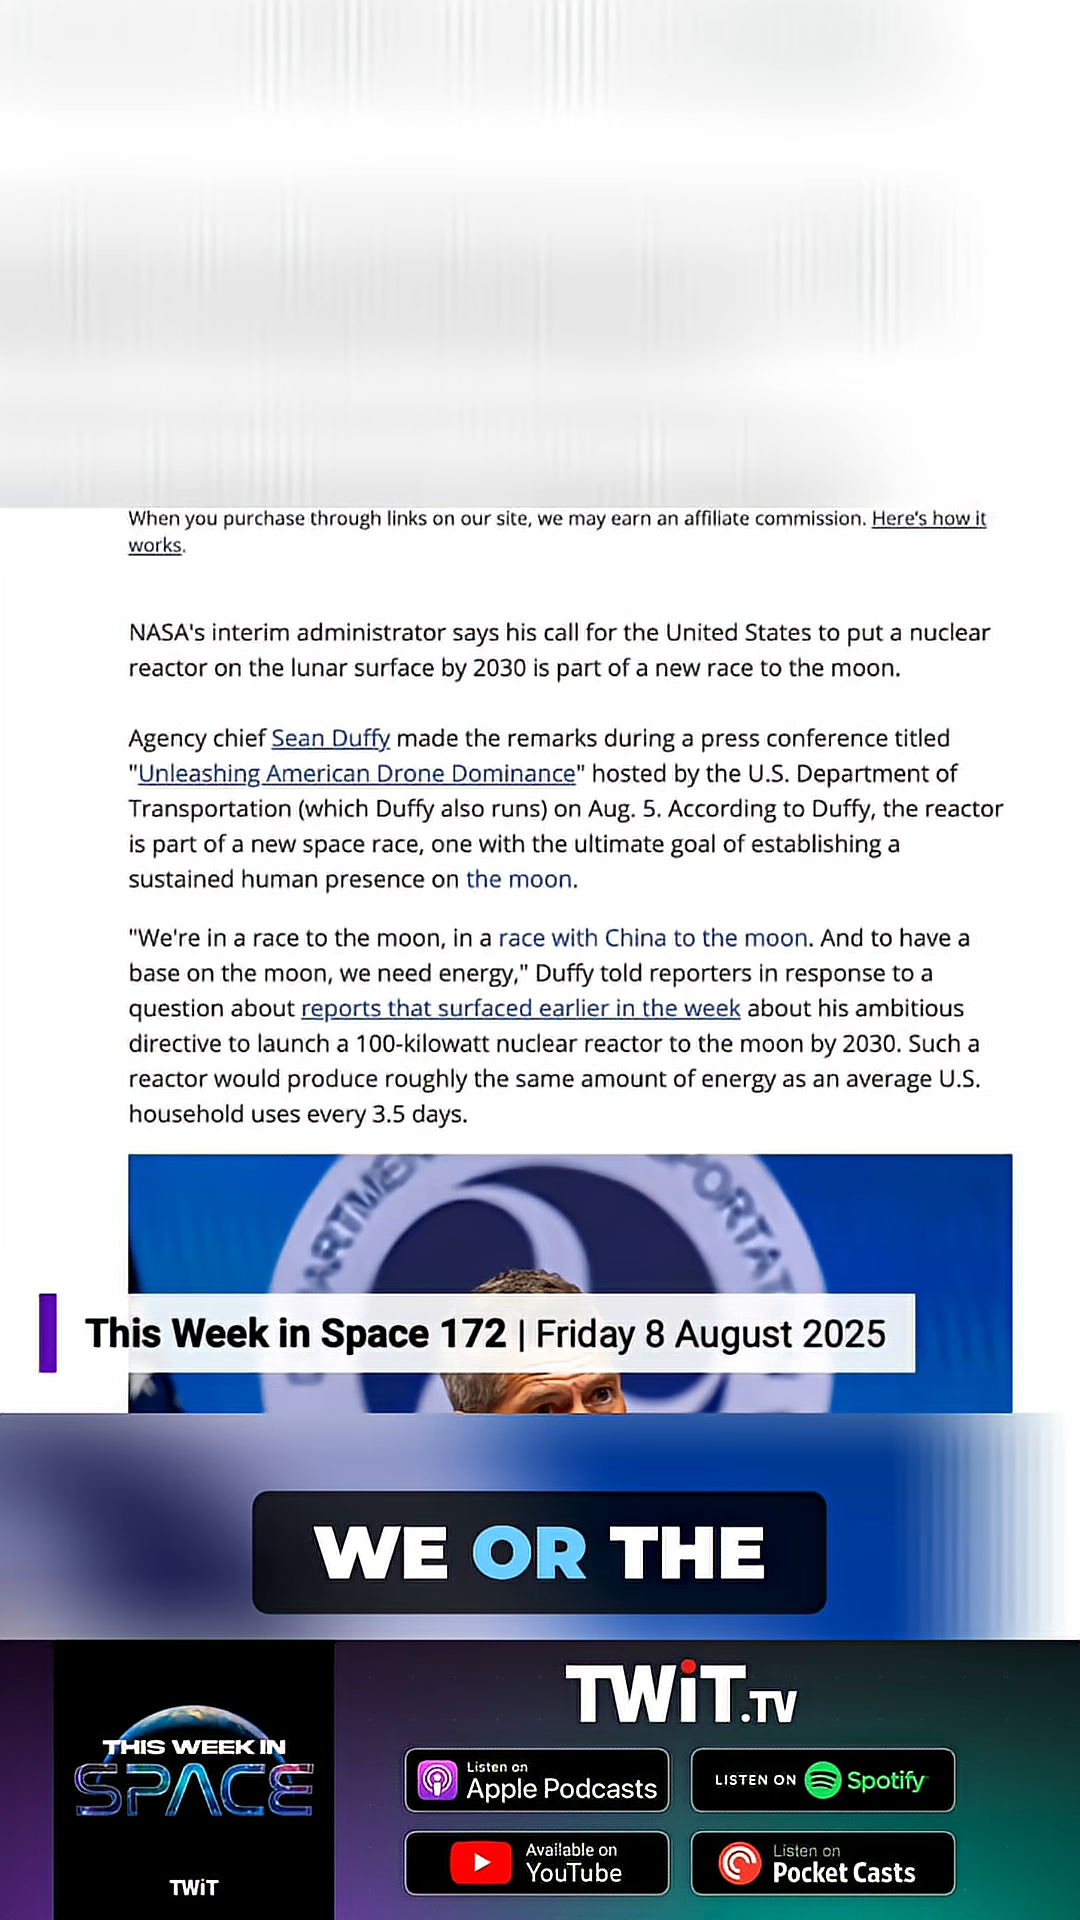 When you purchase through links on our site, we may earn an affiliate commission. Here's how it
works.
NASA's interim administrator says his call for the United States to put a nuclear
reactor on the lunar surface by 2030 is part of a new race to the moon.
Agency chief Sean Duffy made the remarks during a press conference titled
"Unleashing American Drone Dominance" hosted by the U.S. Department of
Transportation (which Duffy also runs) on Aug. 5. According to Duffy, the reactor
is part of a new space race, one with the ultimate goal of establishing a
sustained human presence on the moon.
"We're in a race to the moon, in a race with China to the moon. And to have a
base on the moon, we need energy," Duffy told reporters in response to a
question about reports that surfaced earlier in the week about his ambitious
directive to launch a 100-kilowatt nuclear reactor to the moon by 2030. Such a
reactor would produce roughly the same amount of energy as an average U.S.
household uses every 3.5 days.
This Week in Space 172 | Friday 8 August 2025
WE OR THE
THIS WEEK IN
SPACE
TWiT
TWiT.TV
Listen on
Apple Podcasts
LISTEN ON Spotify
Available on
YouTube
Listen on
Pocket Casts